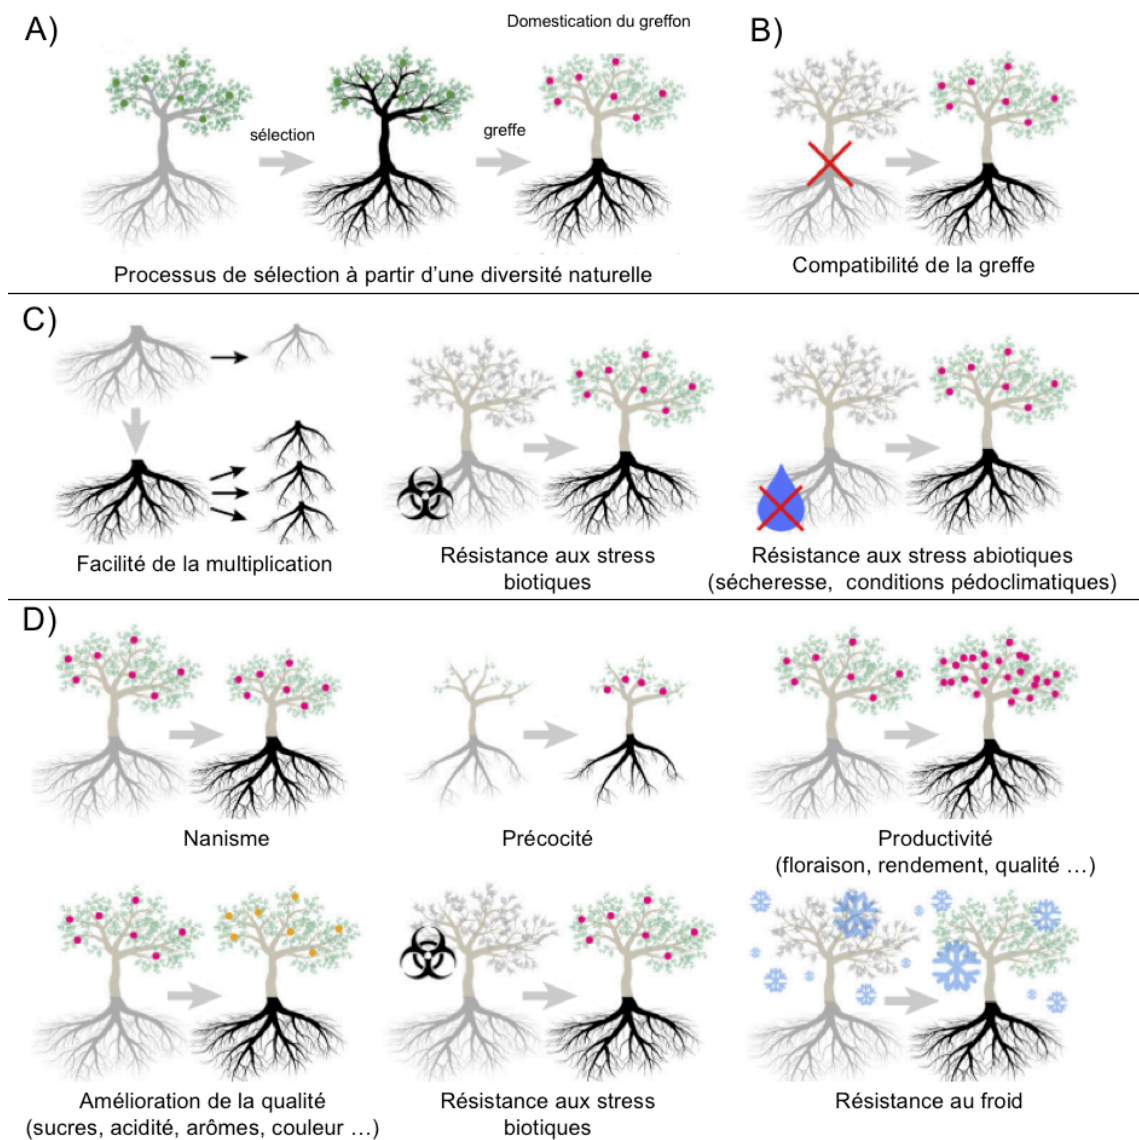 A)
Domestication du greffon
B)
sélection
greffe
Processus de sélection à partir d'une diversité naturelle
Compatibilité de la greffe
C)
Facilité de la multiplication
Résistance aux stress
biotiques
Résistance aux stress abiotiques
(sécheresse, conditions pédoclimatiques)
D)
Nanisme
Précocité
Productivité
(floraison, rendement, qualité …)
Amélioration de la qualité
(sucres, acidité, arômes, couleur …)
Résistance aux stress
biotiques
Résistance au froid